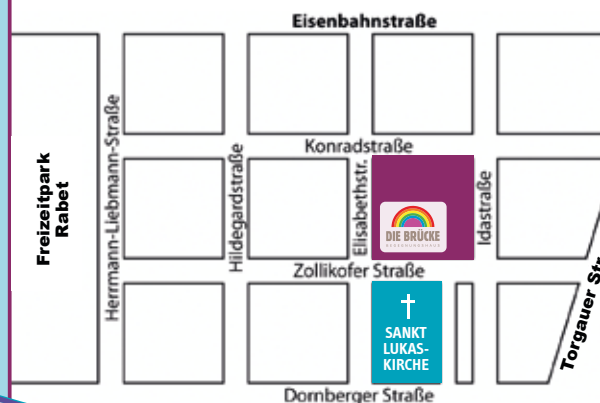 Eisenbahnstraße
Konradstraße
Freizeitpark
Rabet
Herrmann-Liebmann-Straße
Hildegardstraße
Elisabethstr.
DIE BRÜCKE
BEGEGNUNGSHAUS
Idastraße
Zollikofer Straße
SANKT
LUKAS-
KIRCHE
Torgauer Str
Dornberger Straße